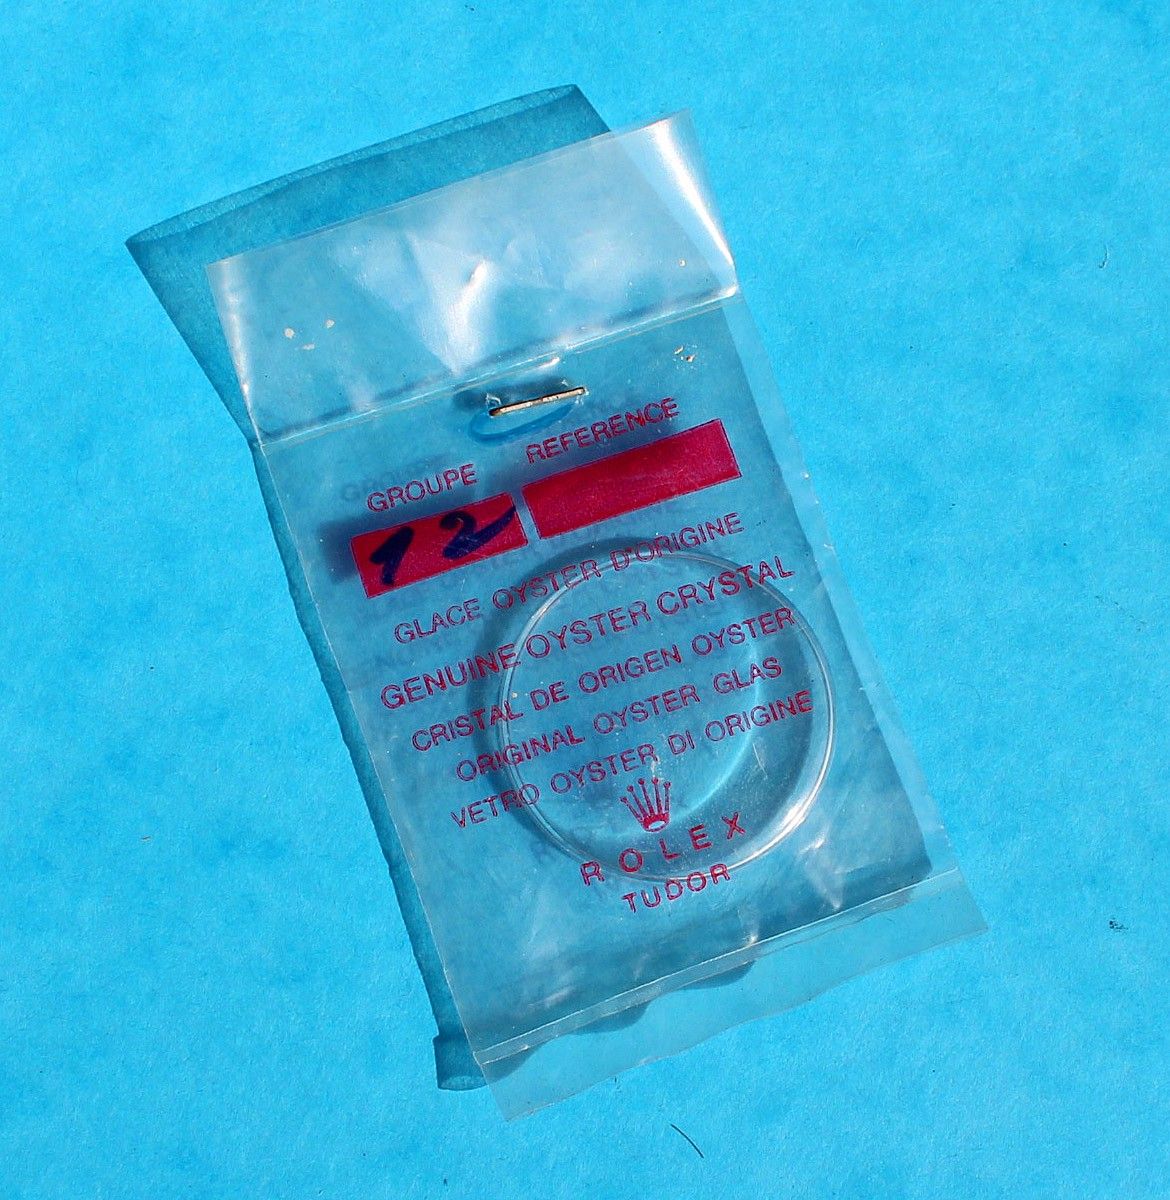 GROUPE REFERENCE
12
GLACE OYSTER D'ORIGINE
GENUINE OYSTER CRYSTAL
CRISTAL DE ORIGEN OYSTER
ORIGINAL OYSTER GLAS
VETRO OYSTER DI ORIGINE
ROLEX
TUDOR